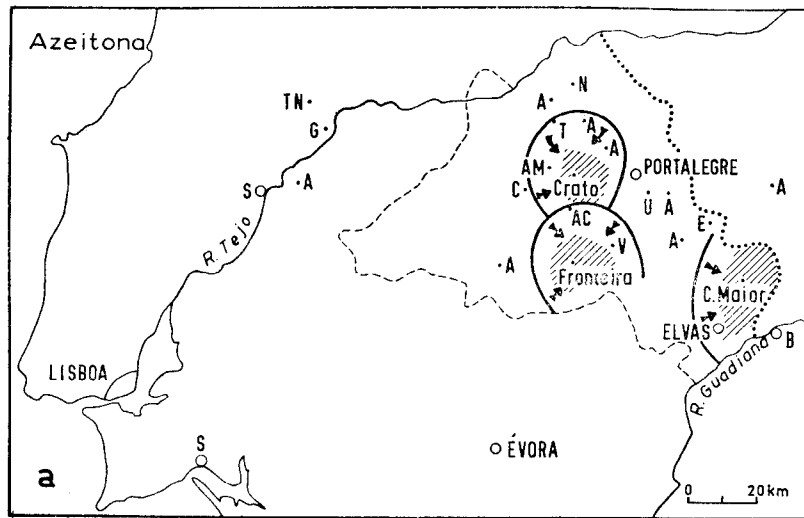 Azeitona
N
TN
A
G
T
A
A
AM
PORTALEGRE
S
A
C
Crato
A
U
A
AC
E
A
V
R. Tejo
A
Fronteira
C. Maior
ELVAS
B
LISBOA
R. Guadiana
S
ÉVORA
a
0 20km